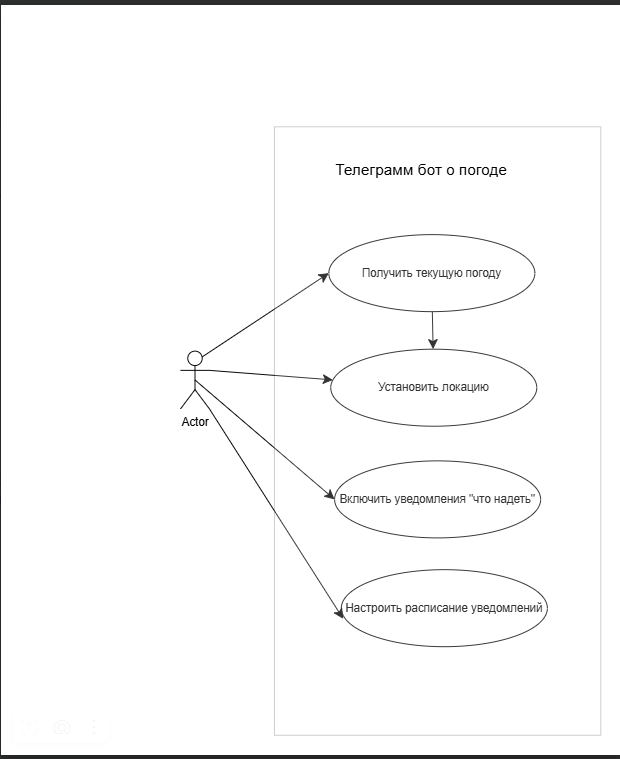 Телеграмм бот о погоде
Получить текущую погоду
Установить локацию
Actor
Включить уведомления "что надеть"
Настроить расписание уведомлений